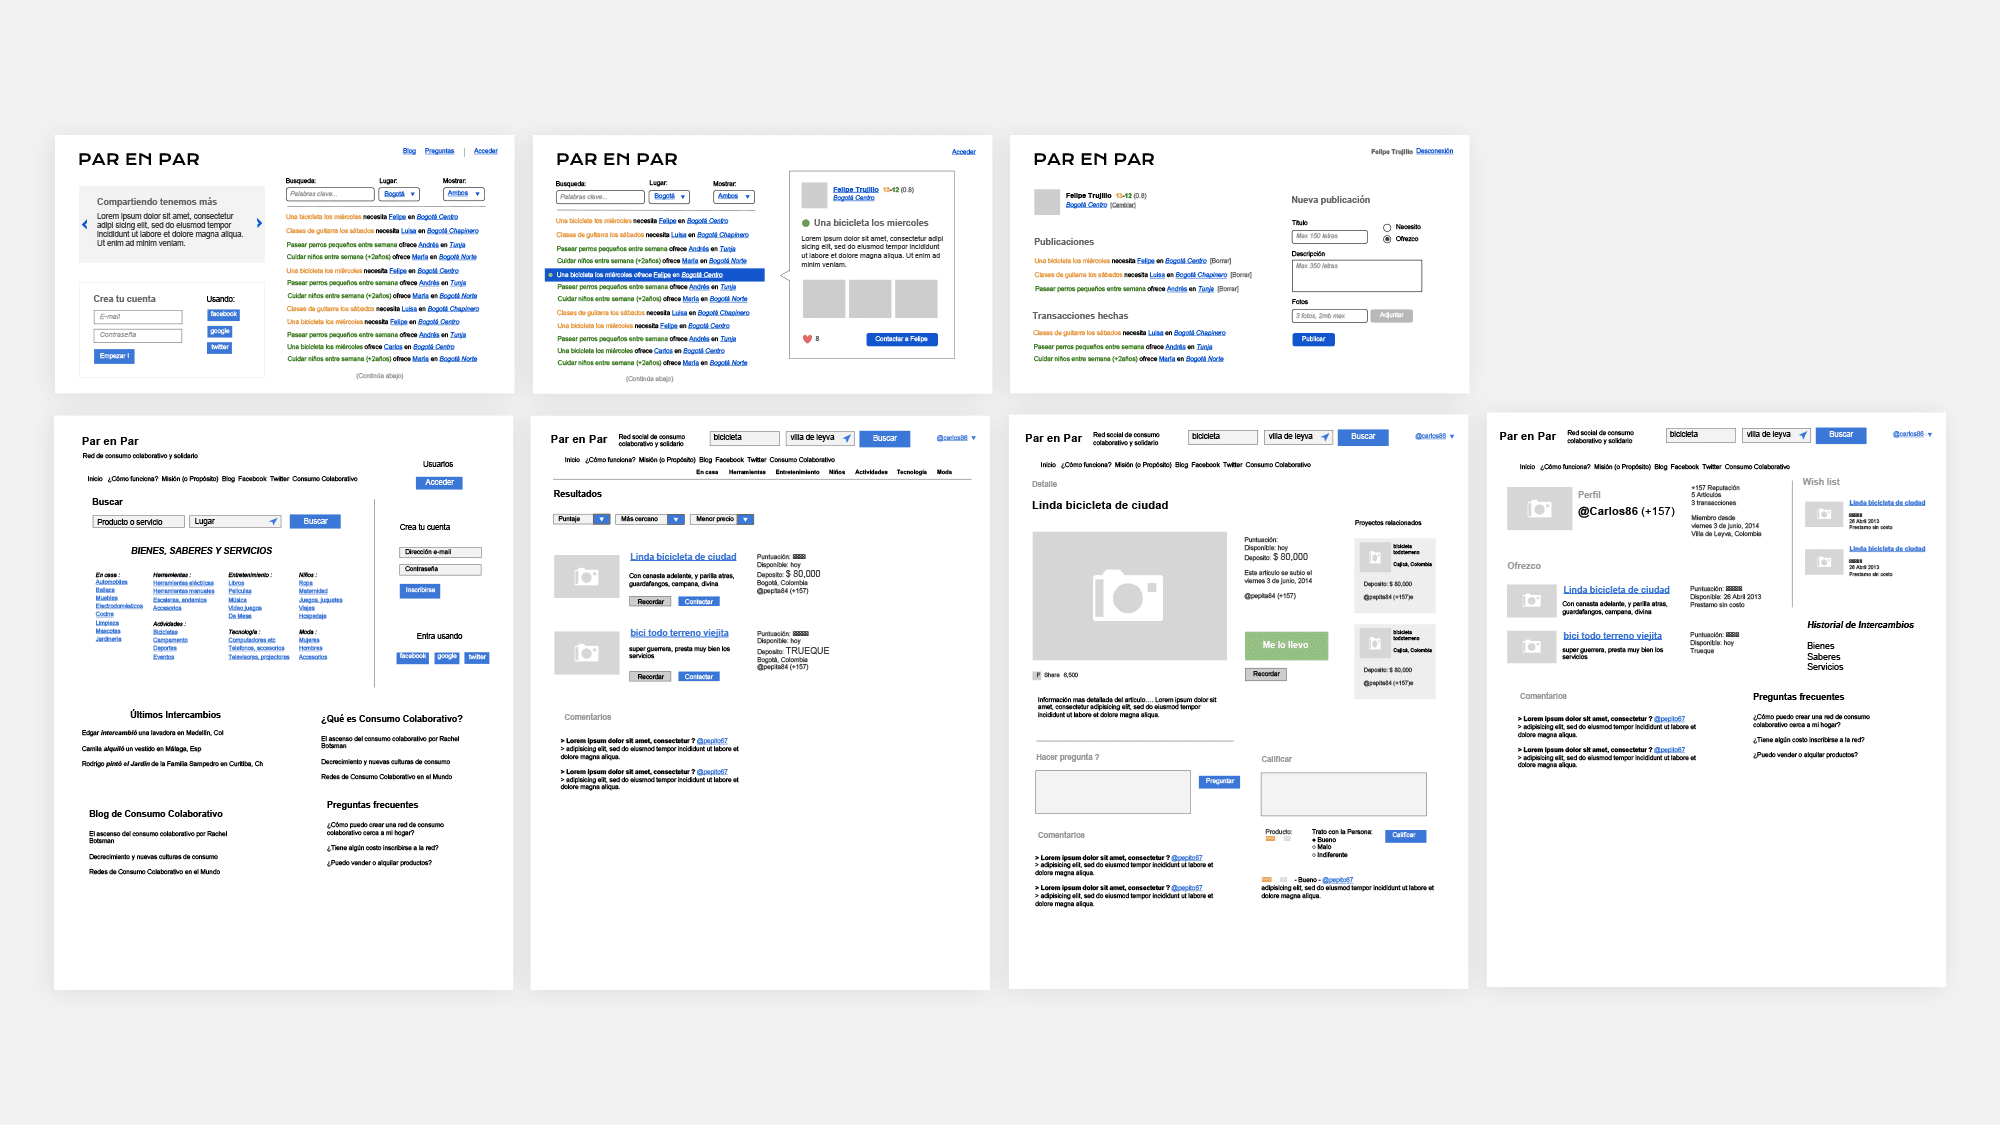 PAR EN PAR
Blog Preguntas | Acceder
Compartiendo tenemos más
Lorem ipsum dolor sit amet, consectetur
adipi sicing elit, sed do eiusmod tempor
incididunt ut labore et dolore magna aliqua.
Ut enim ad minim veniam.
Crea tu cuenta
Usando:
E-mail
Contraseña
Empezar !
facebook
google
twitter
Busqueda:
Lugar:
Mostrar:
Palabras clave...
Bogotá
Ambos
Una bicicleta los miércoles necesita Felipe en Bogotá Centro
Clases de guitarra los sábados necesita Luisa en Bogotá Chapinero
Pasear perros pequeños entre semana ofrece Andrés en Tunja
Cuidar niños entre semana (+2años) ofrece María en Bogotá Norte
Una bicicleta los miércoles necesita Felipe en Bogotá Centro
Pasear perros pequeños entre semana ofrece Andrés en Tunja
Cuidar niños entre semana (+2años) ofrece María en Bogotá Norte
Clases de guitarra los sábados necesita Luisa en Bogotá Chapinero
Una bicicleta los miércoles necesita Felipe en Bogotá Centro
Pasear perros pequeños entre semana ofrece Andrés en Tunja
Una bicicleta los miércoles ofrece Carlos en Bogotá Centro
Cuidar niños entre semana (+2años) ofrece María en Bogotá Norte
(Continúa abajo)
PAR EN PAR
Acceder
Busqueda:
Lugar:
Mostrar:
Palabras clave...
Bogotá
Ambos
Una bicicleta los miércoles necesita Felipe en Bogotá Centro
Clases de guitarra los sábados necesita Luisa en Bogotá Chapinero
Pasear perros pequeños entre semana ofrece Andrés en Tunja
Cuidar niños entre semana (+2años) ofrece María en Bogotá Norte
Una bicicleta los miércoles ofrece Felipe en Bogotá Centro
Pasear perros pequeños entre semana ofrece Andrés en Tunja
Cuidar niños entre semana (+2años) ofrece María en Bogotá Norte
Clases de guitarra los sábados necesita Luisa en Bogotá Chapinero
Una bicicleta los miércoles necesita Felipe en Bogotá Centro
Pasear perros pequeños entre semana ofrece Andrés en Tunja
Una bicicleta los miércoles ofrece Carlos en Bogotá Centro
Cuidar niños entre semana (+2años) ofrece María en Bogotá Norte
(Continúa abajo)
Felipe Trujillo 13-12 (0.8)
Bogotá Centro
Una bicicleta los miercoles
Lorem ipsum dolor sit amet, consectetur adipi
sicing elit, sed do eiusmod tempor incididunt
ut labore et dolore magna aliqua. Ut enim ad
minim veniam.
8
Contactar a Felipe
PAR EN PAR
Felipe Trujillo Desconexión
Felipe Trujillo 13-12 (0.8)
Bogotá Centro [Cambiar]
Publicaciones
Una bicicleta los miércoles necesita Felipe en Bogotá Centro [Borrar]
Clases de guitarra los sábados necesita Luisa en Bogotá Chapinero [Borrar]
Pasear perros pequeños entre semana ofrece Andrés en Tunja [Borrar]
Transacciones hechas
Clases de guitarra los sábados necesita Luisa en Bogotá Chapinero
Pasear perros pequeños entre semana ofrece Andrés en Tunja
Cuidar niños entre semana (+2años) ofrece María en Bogotá Norte
Nueva publicación
Título
Max 150 letras
Necesito
Ofrezco
Descripción
Max 350 letras
Fotos
3 fotos, 2mb max
Adjuntar
Publicar
Par en Par
Red de consumo colaborativo y solidario
Inicio ¿Cómo funciona? Misión (o Propósito) Blog Facebook Twitter Consumo Colaborativo
Usuarios
Acceder
Buscar
Producto o servicio
Lugar
Buscar
BIENES, SABERES Y SERVICIOS
En casa :
Automobiles
Belleza
Muebles
Electrodomésticos
Cocina
Limpieza
Mascotas
Jardinería
Herramientas :
Herramientas eléctricas
Herramientas manuales
Escaleras, andamios
Accesorios
Actividades :
Bicicletas
Campamento
Deportes
Eventos
Entretenimiento :
Libros
Películas
Música
Video juegos
De Mesa
Tecnología :
Computadores etc
Telefonos, accesorios
Televisores, projectores
Niños :
Ropa
Maternidad
Juegos, juguetes
Viajes
Hospedaje
Moda :
Mujeres
Hombres
Accesorios
Crea tu cuenta
Dirección e-mail
Contraseña
Inscribirse
Entra usando
facebook
google
twitter
Últimos Intercambios
Edgar intercambió una lavadora en Medellín, Col
Camila alquiló un vestido en Málaga, Esp
Rodrigo pintó el Jardín de la Familia Sampedro en Curitiba, Ch
¿Qué es Consumo Colaborativo?
El ascenso del consumo colaborativo por Rachel
Botsman
Decrecimiento y nuevas culturas de consumo
Redes de Consumo Colaborativo en el Mundo
Blog de Consumo Colaborativo
El ascenso del consumo colaborativo por Rachel
Botsman
Decrecimiento y nuevas culturas de consumo
Redes de Consumo Colaborativo en el Mundo
Preguntas frecuentes
¿Cómo puedo crear una red de consumo
colaborativo cerca a mi hogar?
¿Tiene algún costo inscribirse a la red?
¿Puedo vender o alquilar productos?
Par en Par
Red social de consumo
colaborativo y solidario
bicicleta
villa de leyva
Buscar
@carlos86
Inicio ¿Cómo funciona? Misión (o Propósito) Blog Facebook Twitter Consumo Colaborativo
En casa Herramientas Entretenimiento Niños Actividades Tecnología Moda
Resultados
Puntaje
Más cercano
Menor precio
Linda bicicleta de ciudad
Con canasta adelante, y parilla atras,
guardafangos, campana, divina
Recordar
Contactar
Puntuación:
Disponible: hoy
Deposito: $ 80,000
Bogotá, Colombia
@pepita84 (+157)
bici todo terreno viejita
super guerrera, presta muy bien los
servicios
Recordar
Contactar
Puntuación:
Disponible: hoy
Deposito: TRUEQUE
Bogotá, Colombia
@pepita84 (+157)
Comentarios
> Lorem ipsum dolor sit amet, consectetur ? @pepito67
> adipisicing elit, sed do eiusmod tempor incididunt ut labore et
dolore magna aliqua.
> Lorem ipsum dolor sit amet, consectetur ? @pepito67
> adipisicing elit, sed do eiusmod tempor incididunt ut labore et
dolore magna aliqua.
Par en Par
Red social de consumo
colaborativo y solidario
bicicleta
villa de leyva
Buscar
@carlos86
Inicio ¿Cómo funciona? Misión (o Propósito) Blog Facebook Twitter Consumo Colaborativo
Detalle
Linda bicicleta de ciudad
F Share 6,500
Información mas detallada del artículo.... Lorem ipsum dolor sit
amet, consectetur adipisicing elit, sed do eiusmod tempor
incididunt ut labore et dolore magna aliqua.
Puntuación:
Disponible: hoy
Deposito: $ 80,000
Este artículo se subio el
viernes 3 de junio, 2014
@pepita84 (+157)
Me lo llevo
Recordar
Proyectos relacionados
bicicleta
todoterreno
Cajicá, Colombia
Deposito: $ 80,000
@pepita84 (+157)e
bicicleta
todoterreno
Cajicá, Colombia
Deposito: $ 80,000
@pepita84 (+157)e
Hacer pregunta ?
Preguntar
Calificar
Producto:
Trato con la Persona:
Bueno
Malo
Indiferente
Calificar
Comentarios
> Lorem ipsum dolor sit amet, consectetur ? @pepito67
> adipisicing elit, sed do eiusmod tempor incididunt ut labore et
dolore magna aliqua.
> Lorem ipsum dolor sit amet, consectetur ? @pepito67
> adipisicing elit, sed do eiusmod tempor incididunt ut labore et
dolore magna aliqua.
- Bueno - @pepito67
adipisicing elit, sed do eiusmod tempor incididunt ut labore et
dolore magna aliqua.
Par en Par
Red social de consumo
colaborativo y solidario
bicicleta
villa de leyva
Buscar
@carlos86
Inicio ¿Cómo funciona? Misión (o Propósito) Blog Facebook Twitter Consumo Colaborativo
Perfil
@Carlos86 (+157)
+157 Reputación
5 Articulos
3 transacciones
Miembro desde
viernes 3 de junio, 2014
Villa de Leyva, Colombia
Wish list
Linda bicicleta de ciudad
26 Abril 2013
Prestamo sin costo
Linda bicicleta de ciudad
26 Abril 2013
Prestamo sin costo
Ofrezco
Linda bicicleta de ciudad
Con canasta adelante, y parilla atras,
guardafangos, campana, divina
Puntuación:
Disponible: 26 Abril 2013
Prestamo sin costo
bici todo terreno viejita
super guerrera, presta muy bien los
servicios
Puntuación:
Disponible: hoy
Trueque
Historial de Intercambios
Bienes
Saberes
Servicios
Comentarios
> Lorem ipsum dolor sit amet, consectetur ? @pepito67
> adipisicing elit, sed do eiusmod tempor incididunt ut labore et
dolore magna aliqua.
> Lorem ipsum dolor sit amet, consectetur ? @pepito67
> adipisicing elit, sed do eiusmod tempor incididunt ut labore et
dolore magna aliqua.
Preguntas frecuentes
¿Cómo puedo crear una red de consumo
colaborativo cerca a mi hogar?
¿Tiene algún costo inscribirse a la red?
¿Puedo vender o alquilar productos?